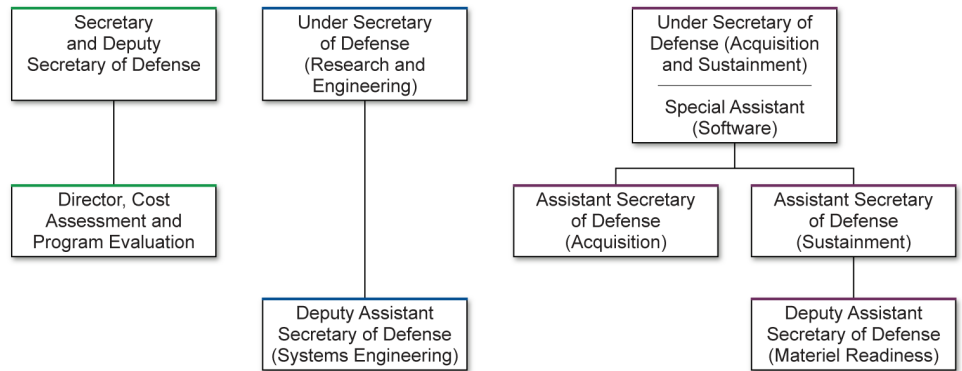 Secretary
and Deputy
Secretary of Defense
Under Secretary
of Defense
(Research and
Engineering)
Under Secretary of
Defense (Acquisition
and Sustainment)
Special Assistant
(Software)
Director, Cost
Assessment and
Program Evaluation
Assistant Secretary
of Defense
(Acquisition)
Assistant Secretary
of Defense
(Sustainment)
Deputy Assistant
Secretary of Defense
(Systems Engineering)
Deputy Assistant
Secretary of Defense
(Materiel Readiness)